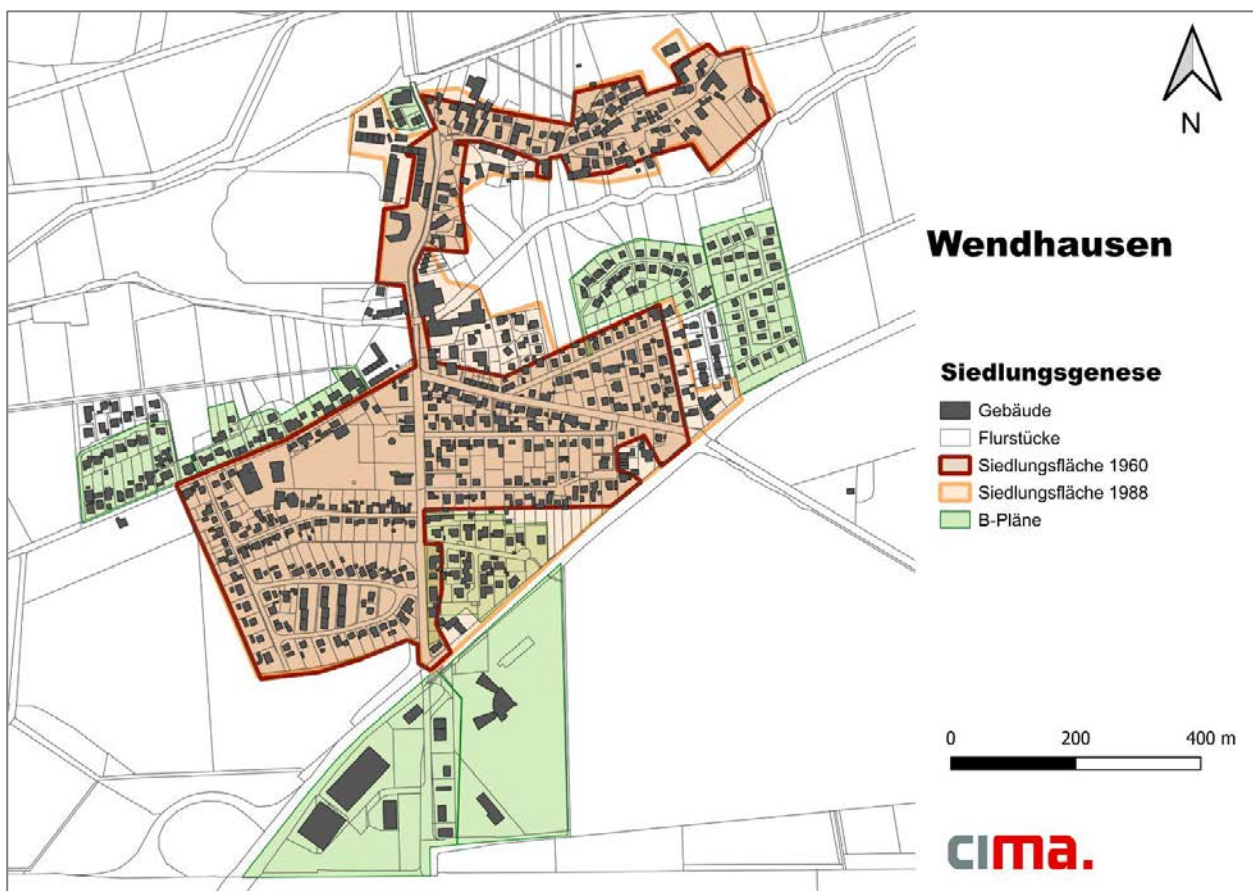 N
Wendhausen
Siedlungsgenese
Gebäude
Flurstücke
Siedlungsfläche 1960
Siedlungsfläche 1988
B-Pläne
0 200 400 m
cima.